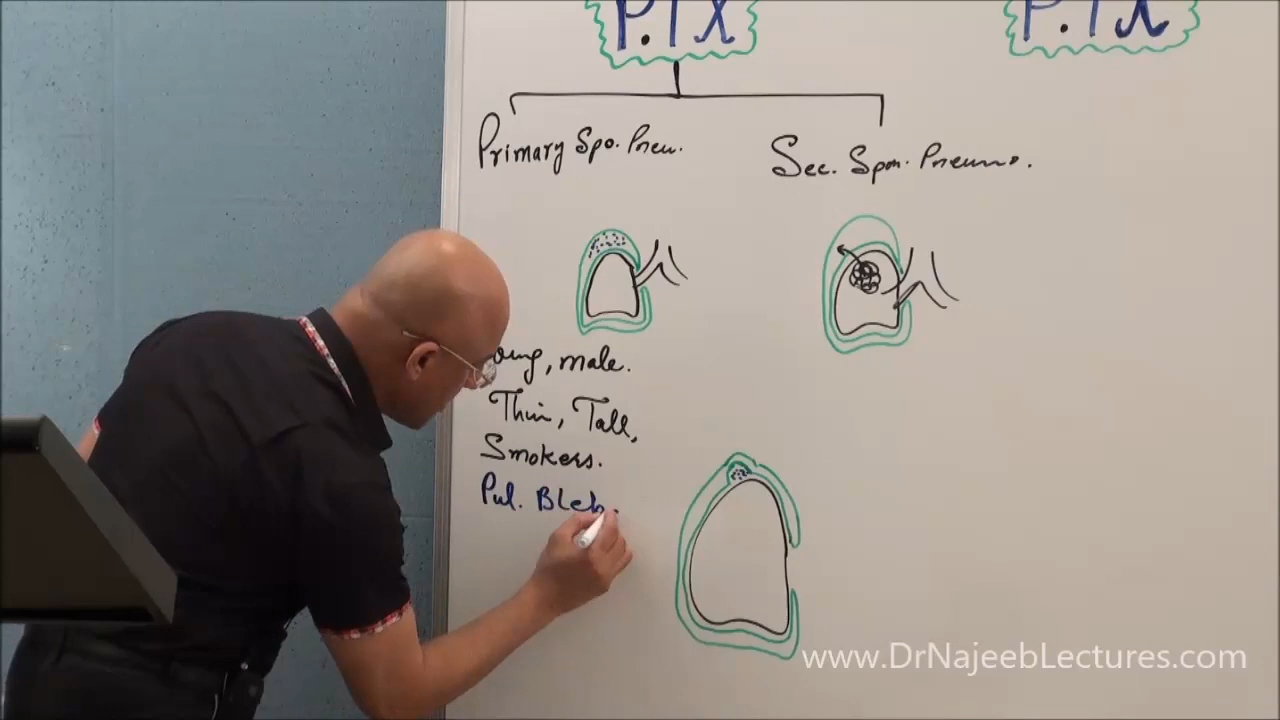 P.TX P.TX
Primary Spo. Pneu.
Sec. Spon. Pneumo.
oung, male.
Thin, Tall,
Smokers.
Pul. Bleb.
www.DrNajeebLectures.com